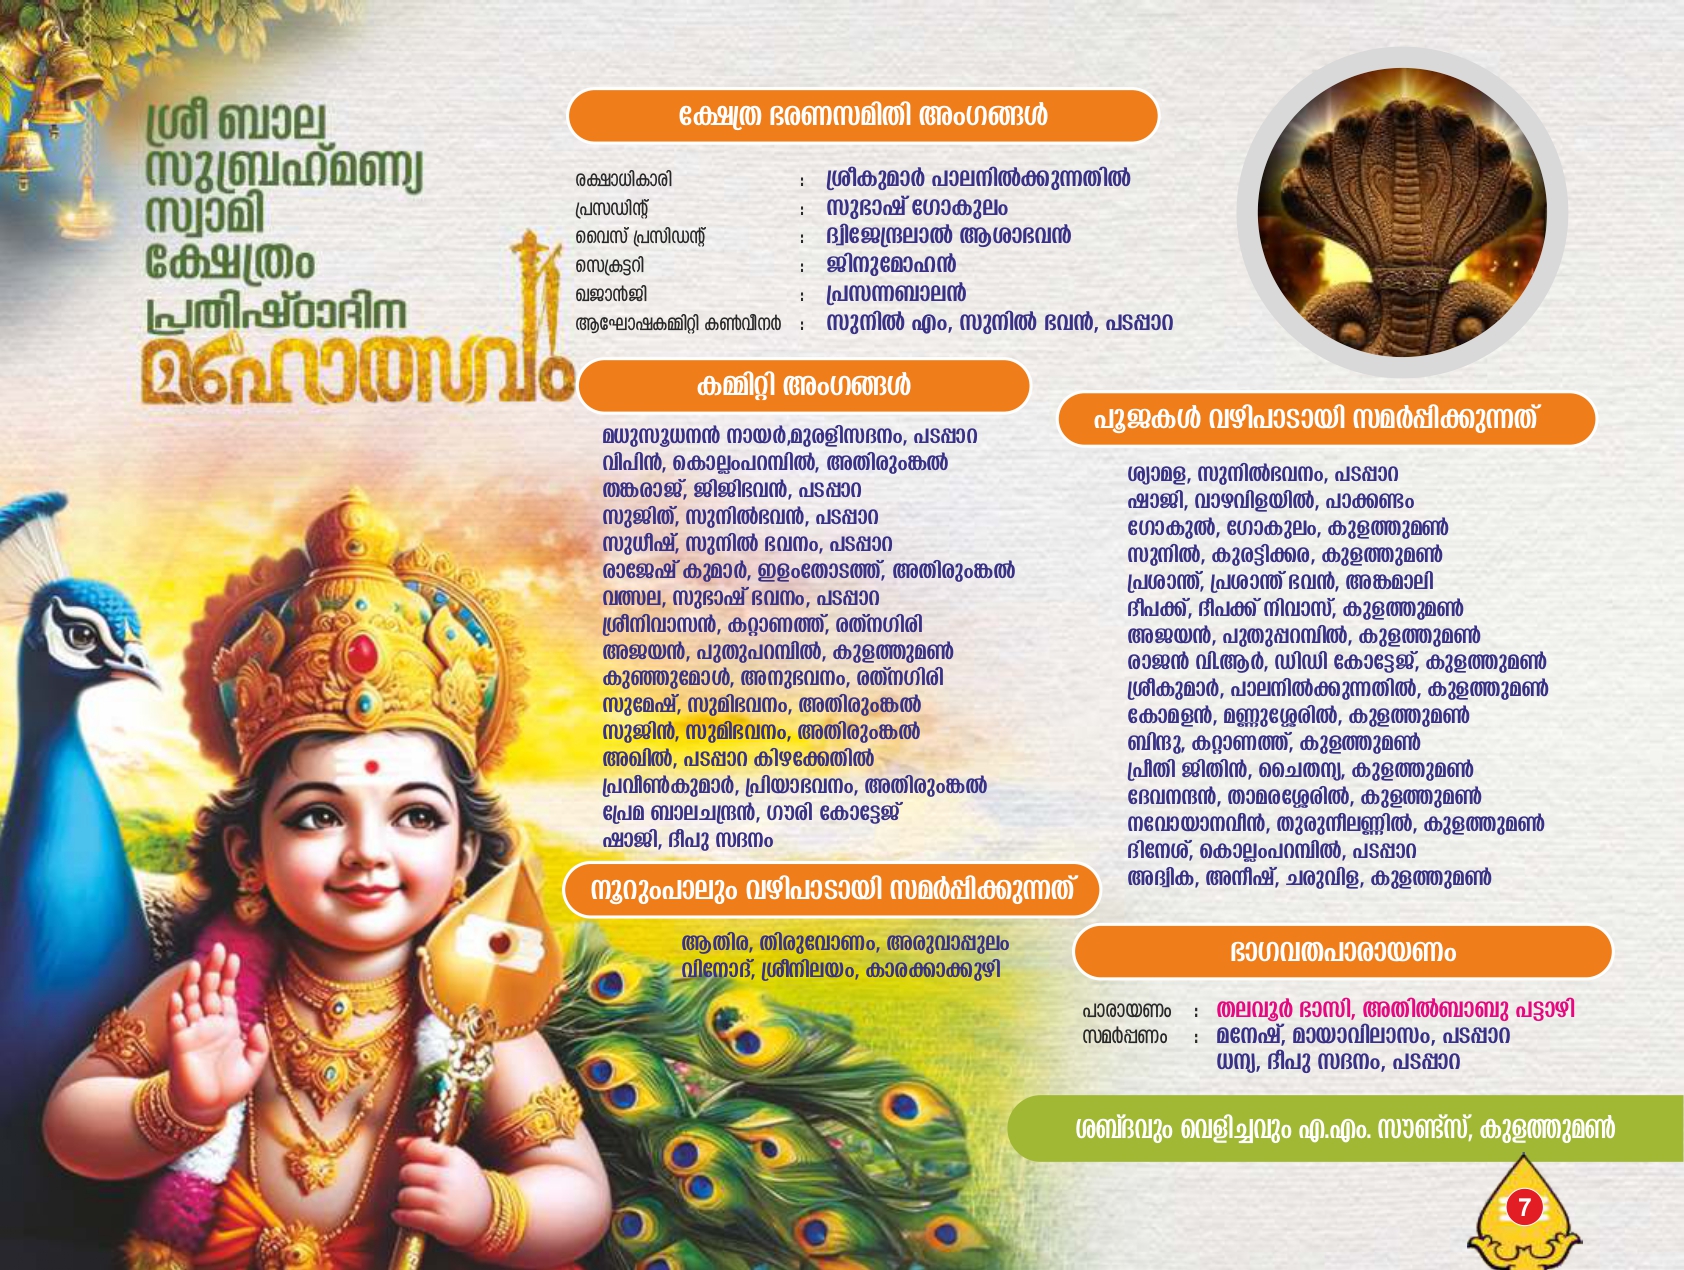 ശ്രീ ബാല
സുബ്രഹ്മണ്യ
സ്വാമി
ക്ഷേത്രം
പ്രതിഷ്ഠാദിന
മഹോത്സവം
ക്ഷേത്ര ഭരണസമിതി അംഗങ്ങൾ
രക്ഷാധികാരി : ശ്രീകുമാർ പാലനിൽക്കുന്നതിൽ
പ്രസഡിന്റ് : സുഭാഷ് ഗോകുലം
വൈസ് പ്രസിഡന്റ് : ദ്വിജേന്ദ്രലാൽ ആശാഭവൻ
സെക്രട്ടറി : ജിനുമോഹൻ
ഖജാൻജി : പ്രസന്നബാലൻ
ആഘോഷകമ്മിറ്റി കൺവീനർ : സുനിൽ എം, സുനിൽ ഭവൻ, പടപ്പാറ
കമ്മിറ്റി അംഗങ്ങൾ
മധുസൂധനൻ നായർ,മുരളിസദനം, പടപ്പാറ
വിപിൻ, കൊല്ലംപറമ്പിൽ, അതിരുംങ്കൽ
തങ്കരാജ്, ജിജിഭവൻ, പടപ്പാറ
സുജിത്, സുനിൽഭവൻ, പടപ്പാറ
സുധീഷ്, സുനിൽ ഭവനം, പടപ്പാറ
രാജേഷ് കുമാർ, ഇളംതോടത്ത്, അതിരുംങ്കൽ
വത്സല, സുഭാഷ് ഭവനം, പടപ്പാറ
ശ്രീനിവാസൻ, കറ്റാണത്ത്, രത്നഗിരി
അജയൻ, പുതുപറമ്പിൽ, കുളത്തുമൺ
കുഞ്ഞുമോൾ, അനുഭവനം, രത്നഗിരി
സുമേഷ്, സുമിഭവനം, അതിരുംങ്കൽ
സുജിൻ, സുമിഭവനം, അതിരുംങ്കൽ
അഖിൽ, പടപ്പാറ കിഴക്കേതിൽ
പ്രവീൺകുമാർ, പ്രിയാഭവനം, അതിരുംങ്കൽ
പ്രേമ ബാലചന്ദ്രൻ, ഗൗരി കോട്ടേജ്
ഷാജി, ദീപു സദനം
നൂറുംപാലും വഴിപാടായി സമർപ്പിക്കുന്നത്
ആതിര, തിരുവോണം, അരുവാപ്പുലം
വിനോദ്, ശ്രീനിലയം, കാരക്കാക്കുഴി
പൂജകൾ വഴിപാടായി സമർപ്പിക്കുന്നത്
ശ്യാമള, സുനിൽഭവനം, പടപ്പാറ
ഷാജി, വാഴവിളയിൽ, പാക്കണ്ടം
ഗോകുൽ, ഗോകുലം, കുളത്തുമൺ
സുനിൽ, കുരട്ടിക്കര, കുളത്തുമൺ
പ്രശാന്ത്, പ്രശാന്ത് ഭവൻ, അങ്കമാലി
ദീപക്ക്, ദീപക്ക് നിവാസ്, കുളത്തുമൺ
അജയൻ, പുതുപ്പറമ്പിൽ, കുളത്തുമൺ
രാജൻ വി.ആർ, ഡിഡി കോട്ടേജ്, കുളത്തുമൺ
ശ്രീകുമാർ, പാലനിൽക്കുന്നതിൽ, കുളത്തുമൺ
കോമളൻ, മണ്ണുശ്ശേരിൽ, കുളത്തുമൺ
ബിന്ദു, കറ്റാണത്ത്, കുളത്തുമൺ
പ്രീതി ജിതിൻ, ചൈതന്യ, കുളത്തുമൺ
ദേവനന്ദൻ, താമരശ്ശേരിൽ, കുളത്തുമൺ
നവോയാനവീൻ, തുരുനീലണ്ണിൽ, കുളത്തുമൺ
ദിനേശ്, കൊല്ലംപറമ്പിൽ, പടപ്പാറ
അദ്വിക, അനീഷ്, ചരുവിള, കുളത്തുമൺ
ഭാഗവതപാരായണം
പാരായണം : തലവൂർ ഭാസി, അതിൽബാബു പട്ടാഴി
സമർപ്പണം : മനേഷ്, മായാവിലാസം, പടപ്പാറ
ധന്യ, ദീപു സദനം, പടപ്പാറ
ശബ്ദവും വെളിച്ചവും എ.എം. സൗണ്ട്സ്, കുളത്തുമൺ
7